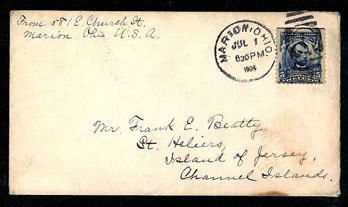 From 581 E. Church St.
Marion, Ohio U.S.A.
MARION, OHIO.
JUL 1
830 PM
1906
Mr. Frank E. Beatty,
St. Heliers,
Island of Jersey,
Channel Islands.